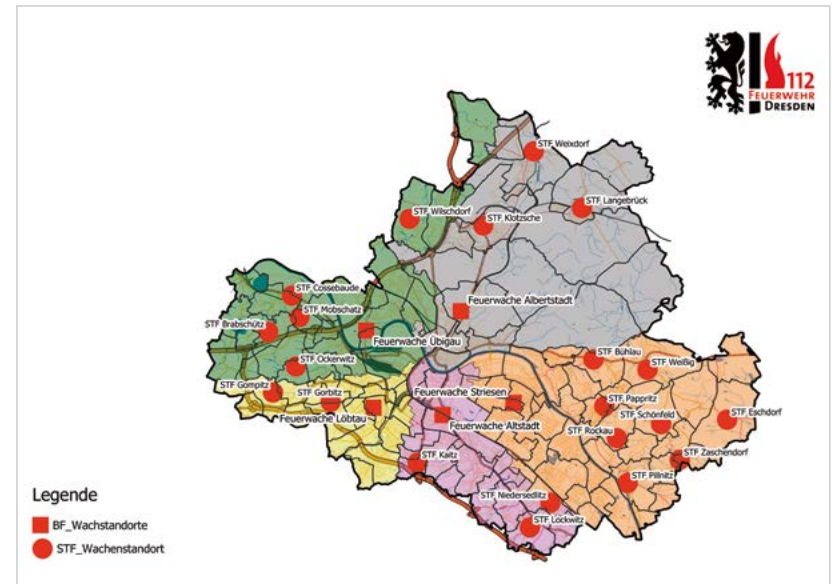 112
FEUERWEHR
DRESDEN
STF_Weixdorf
STF_Langebrück
STF_Wilschdorf
STF_Klotzsche
STF_Cossebaude
STF_Mobschatz
Feuerwache Albertstadt
STF_Brabschütz
Feuerwache Übigau
STF_Ockerwitz
STF_Bühlau
STF_Weißig
STF_Gompitz
STF_Gorbitz
Feuerwache Striesen
STF_Pappritz
Feuerwache Löbtau
Feuerwache Altstadt
STF_Schönfeld
STF_Eschdorf
STF_Rockau
STF_Kaitz
STF_Zaschendorf
STF_Pillnitz
STF_Niedersedlitz
STF_Lockwitz
Legende
BF_Wachstandorte
STF_Wachenstandort